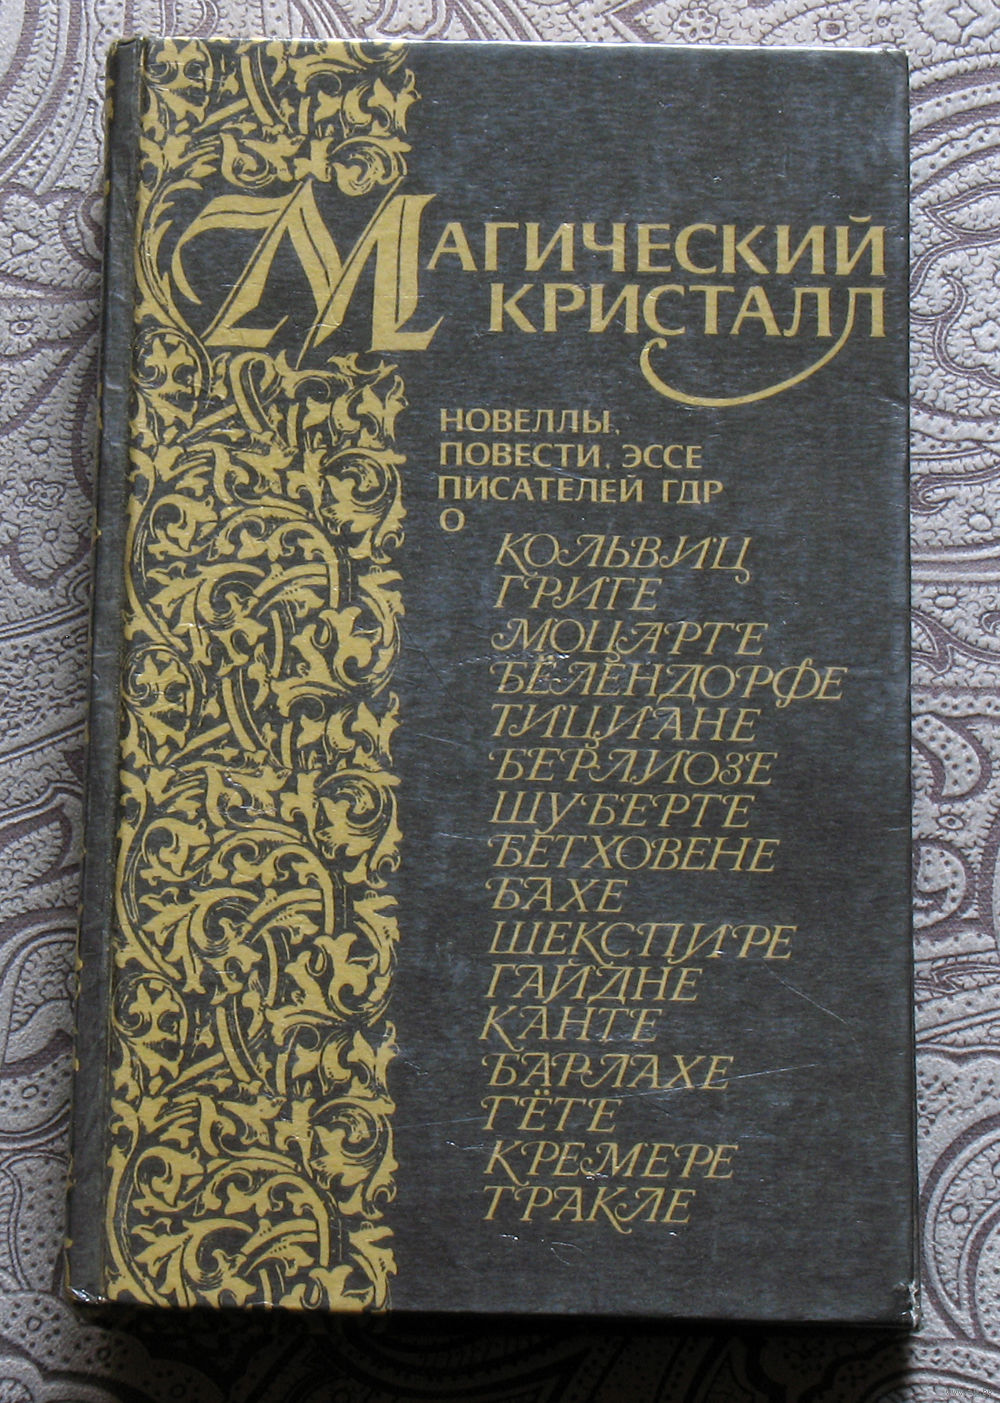 МАГИЧЕСКИЙ
КРИСТАЛЛ
НОВЕЛЛЫ,
ПОВЕСТИ, ЭССЕ
ПИСАТЕЛЕЙ ГДР
О
КОЛЬВИЦ
ГРИГЕ
МОЦАРТЕ
БЁЛЕНДОРФЕ
ТИЦИАНЕ
БЕРЛИОЗЕ
ШУБЕРТЕ
БЕТХОВЕНЕ
БАХЕ
ШЕКСПИРЕ
ГАЙДНЕ
КАНТЕ
БАРЛАХЕ
ГЁТЕ
КРЕМЕРЕ
ТРАКЛЕ